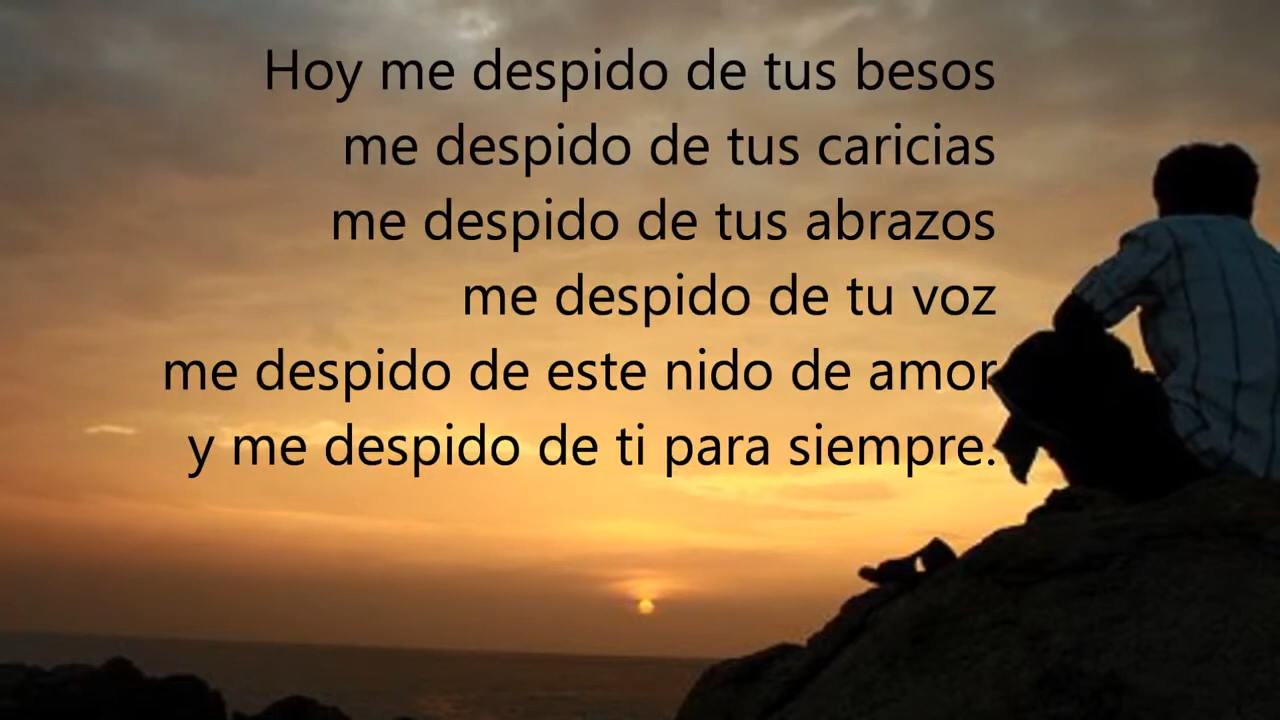 Hoy me despido de tus besos
me despido de tus caricias
me despido de tus abrazos
me despido de tu voz
me despido de este nido de amor
y me despido de ti para siempre.